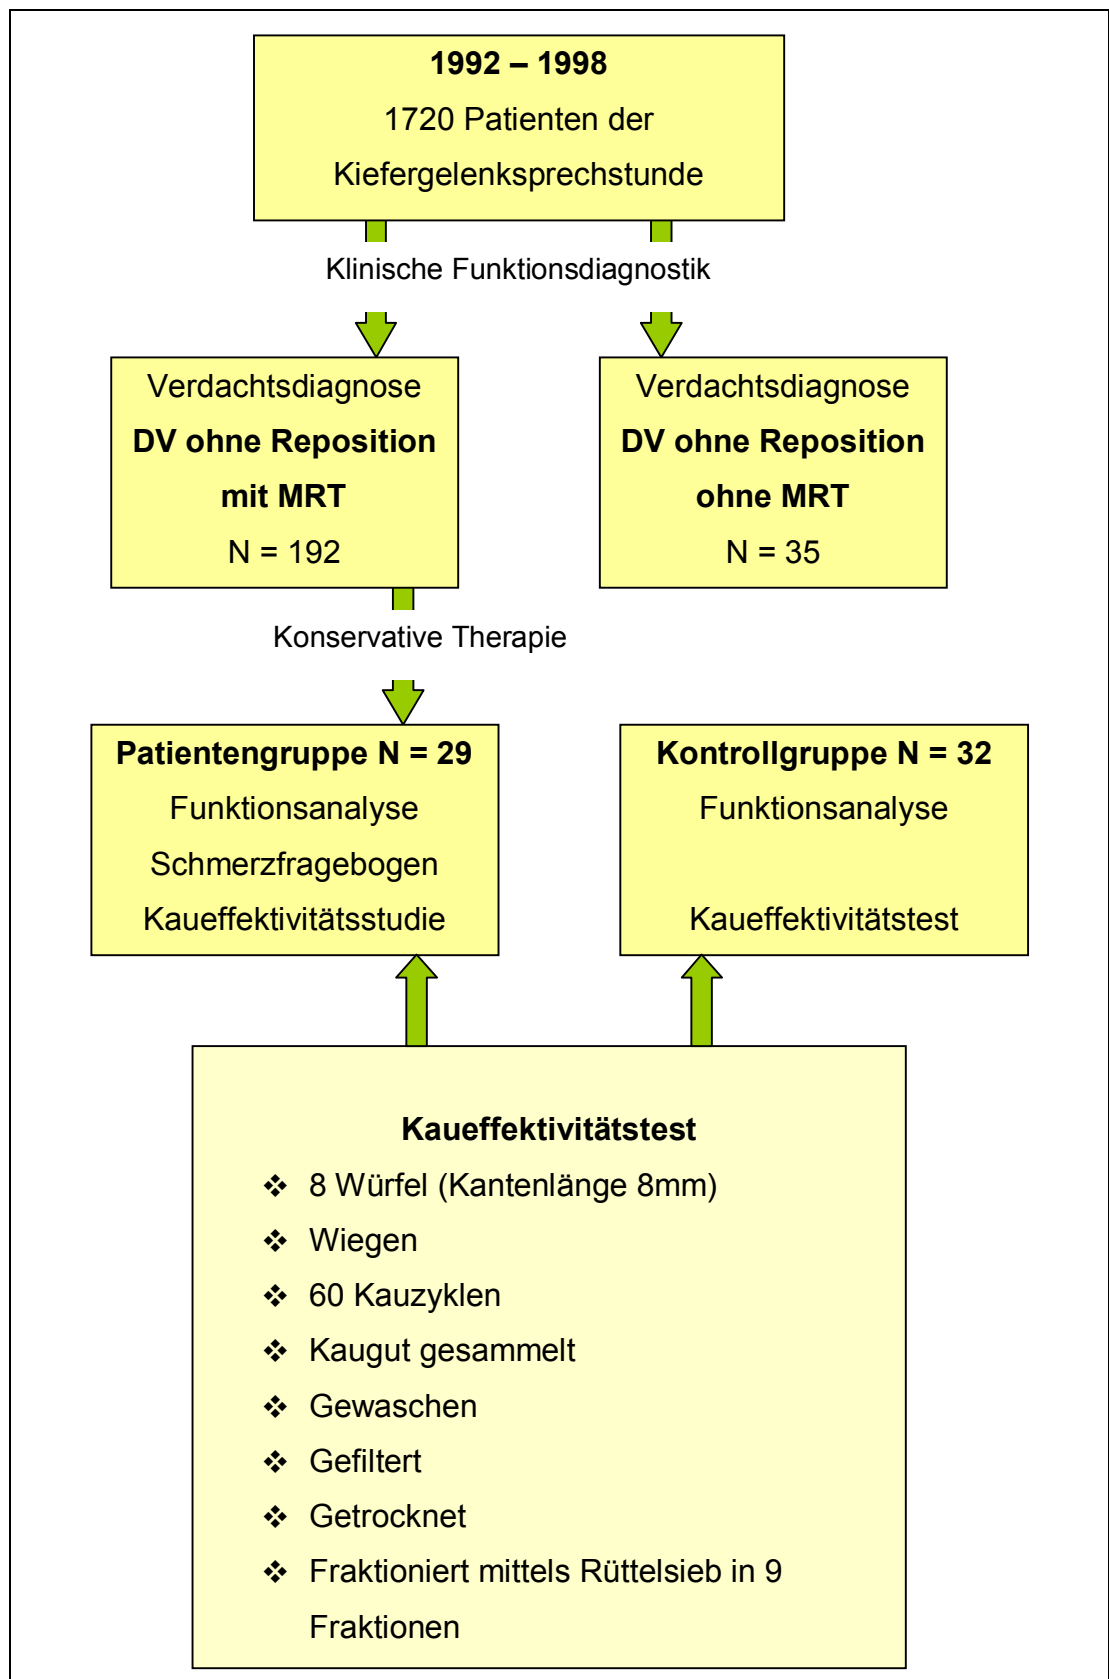 1992 – 1998
1720 Patienten der
Kiefergelenksprechstunde
Klinische Funktionsdiagnostik
Verdachtsdiagnose
DV ohne Reposition
mit MRT
N = 192
Verdachtsdiagnose
DV ohne Reposition
ohne MRT
N = 35
Konservative Therapie
Patientengruppe N = 29
Funktionsanalyse
Schmerzfragebogen
Kaueffektivitätsstudie
Kontrollgruppe N = 32
Funktionsanalyse
Kaueffektivitätstest
Kaueffektivitätstest
❖ 8 Würfel (Kantenlänge 8mm)
❖ Wiegen
❖ 60 Kauzyklen
❖ Kaugut gesammelt
❖ Gewaschen
❖ Gefiltert
❖ Getrocknet
❖ Fraktioniert mittels Rüttelsieb in 9
Fraktionen